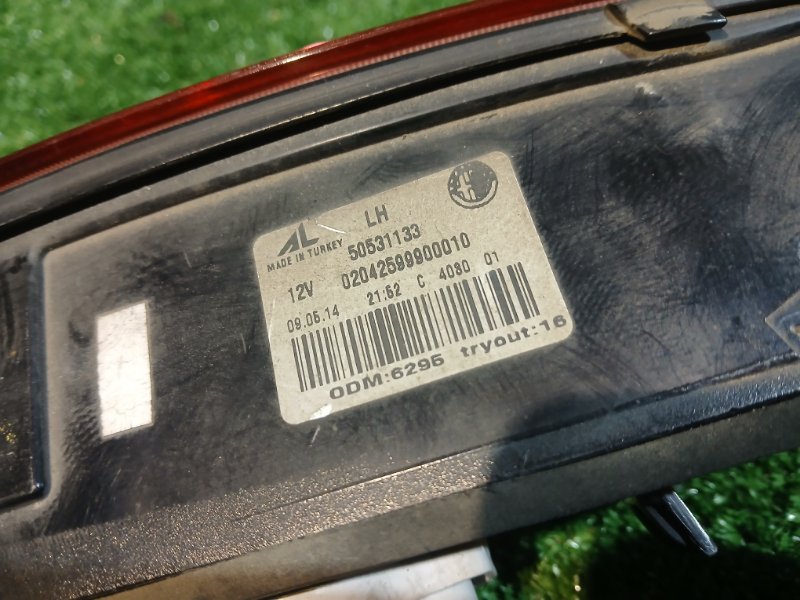 AL LH
MADE IN TURKEY 50531133
12V 02042599900010
09.05.14 21:52 C 4080 01
ODM:6295 tryout:16